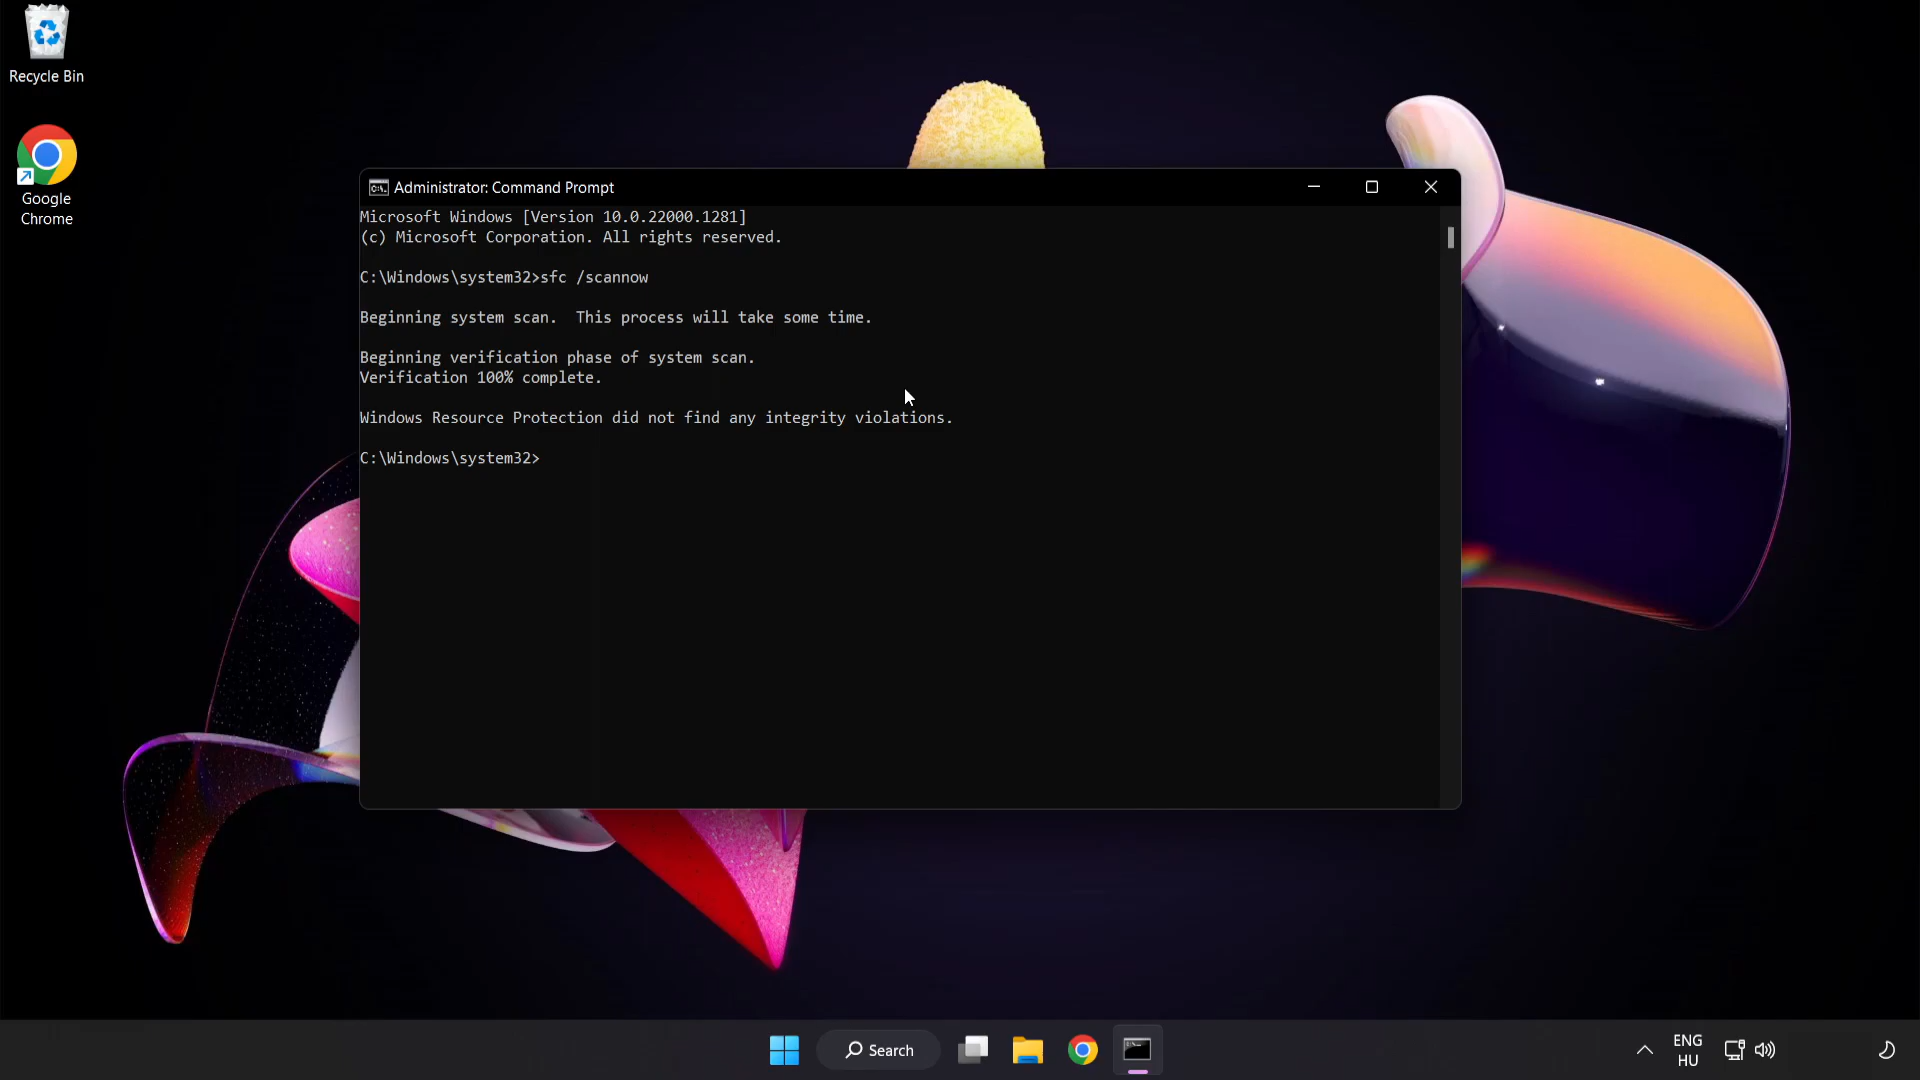 Recycle Bin
Google
Chrome
Administrator: Command Prompt
Microsoft Windows [Version 10.0.22000.1281]
(c) Microsoft Corporation. All rights reserved.
C:\Windows\system32>sfc /scannow
Beginning system scan.  This process will take some time.
Beginning verification phase of system scan.
Verification 100% complete.
Windows Resource Protection did not find any integrity violations.
C:\Windows\system32>
Search
ENG
HU